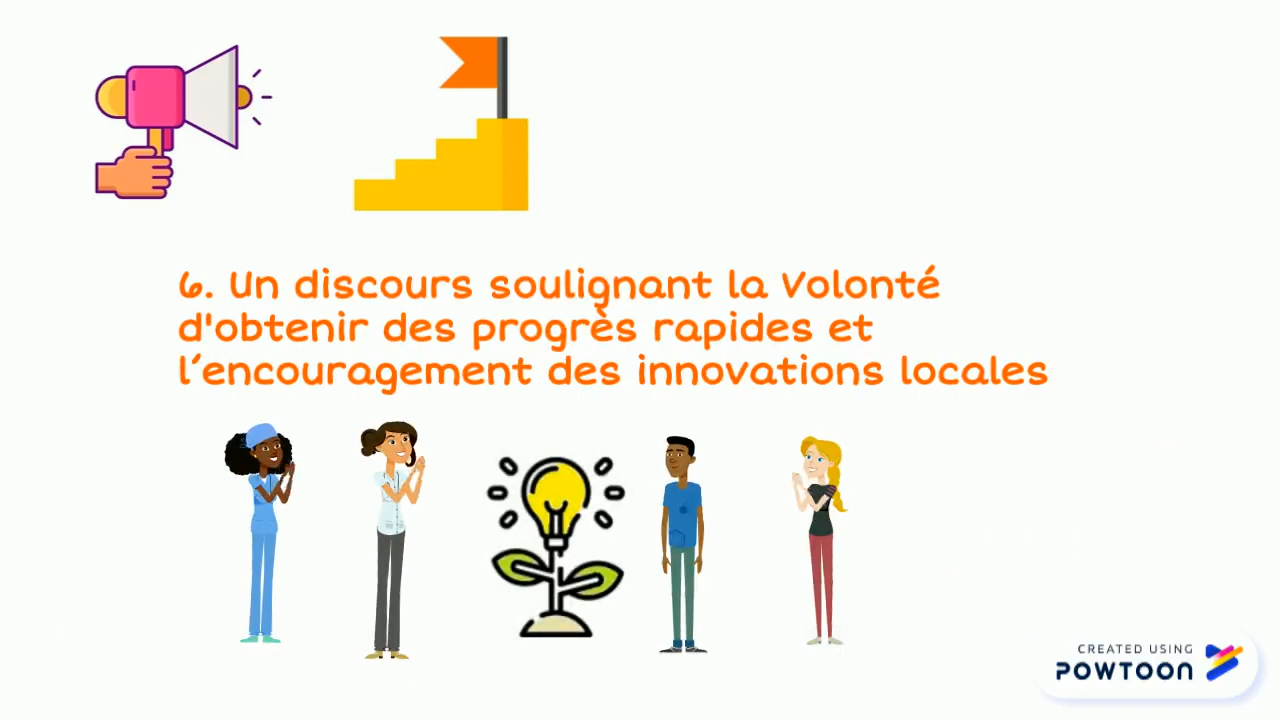 6. Un discours soulignant la Volonté
d'obtenir des progrès rapides et
l’encouragement des innovations locales
CREATED USING
POWTOON